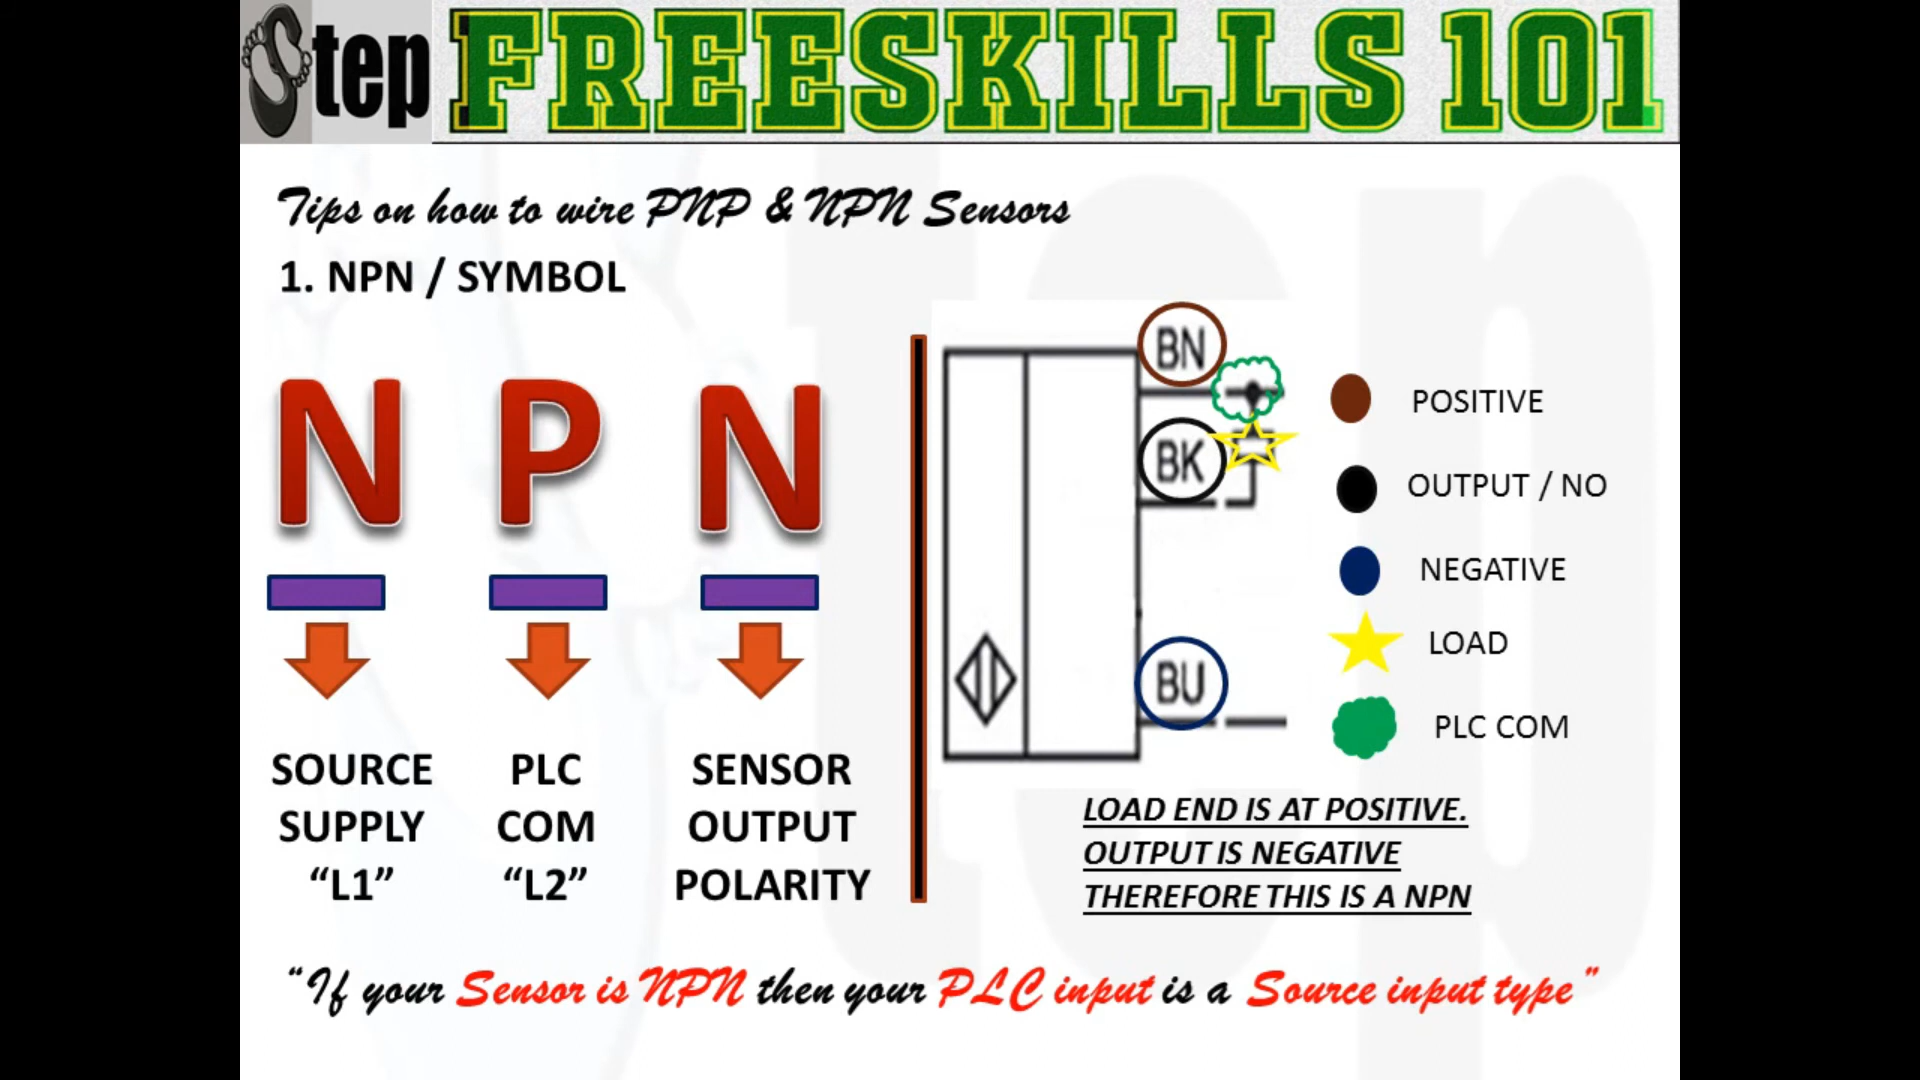 Step FREESKILLS 101
Tips on how to wire PNP & NPN Sensors
1. NPN / SYMBOL
N P N
SOURCE
SUPPLY
“L1”
PLC
COM
“L2”
SENSOR
OUTPUT
POLARITY
BN
BK
BU
POSITIVE
OUTPUT / NO
NEGATIVE
LOAD
PLC COM
LOAD END IS AT POSITIVE.
OUTPUT IS NEGATIVE
THEREFORE THIS IS A NPN
“If your Sensor is NPN then your PLC input is a Source input type”